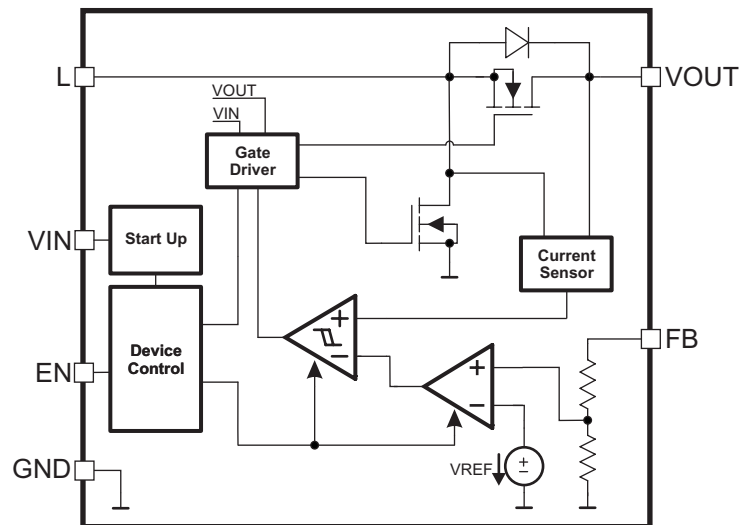 L
VOUT
VOUT
VIN
Gate
Driver
VIN
Start Up
Current
Sensor
EN
Device
Control
+
−
FB
+
−
VREF
+
−
GND